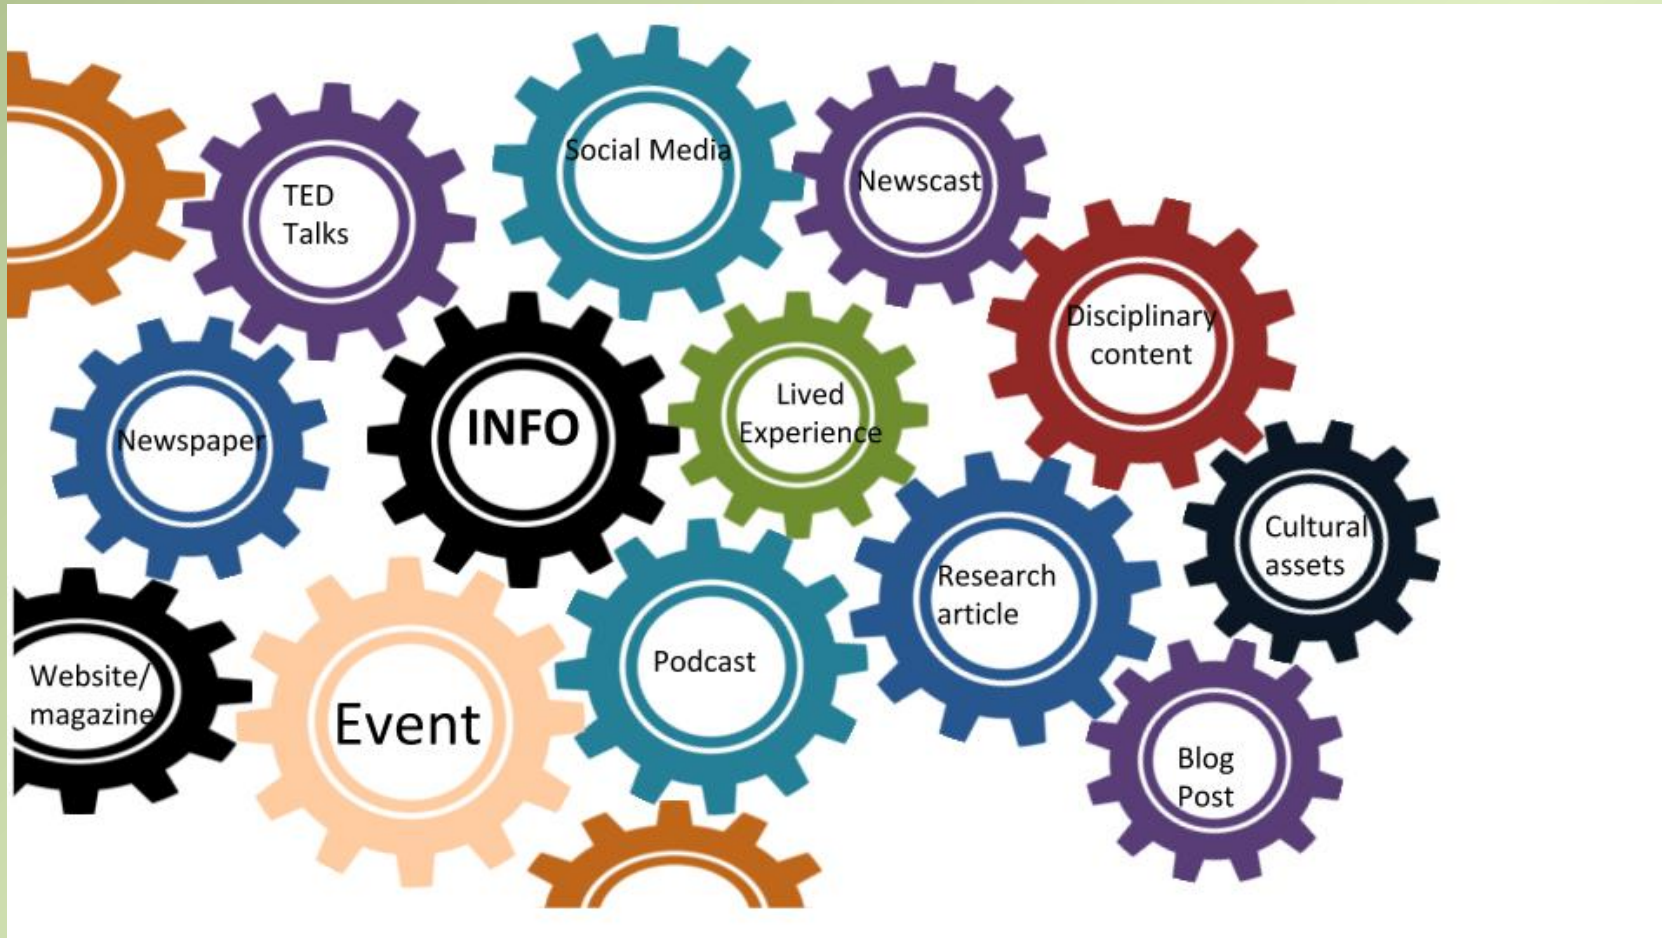 Social Media
TED
Talks
Newscast
Disciplinary
content
Lived
Experience
INFO
Newspaper
Cultural
assets
Research
article
Podcast
Website/
magazine
Event
Blog
Post